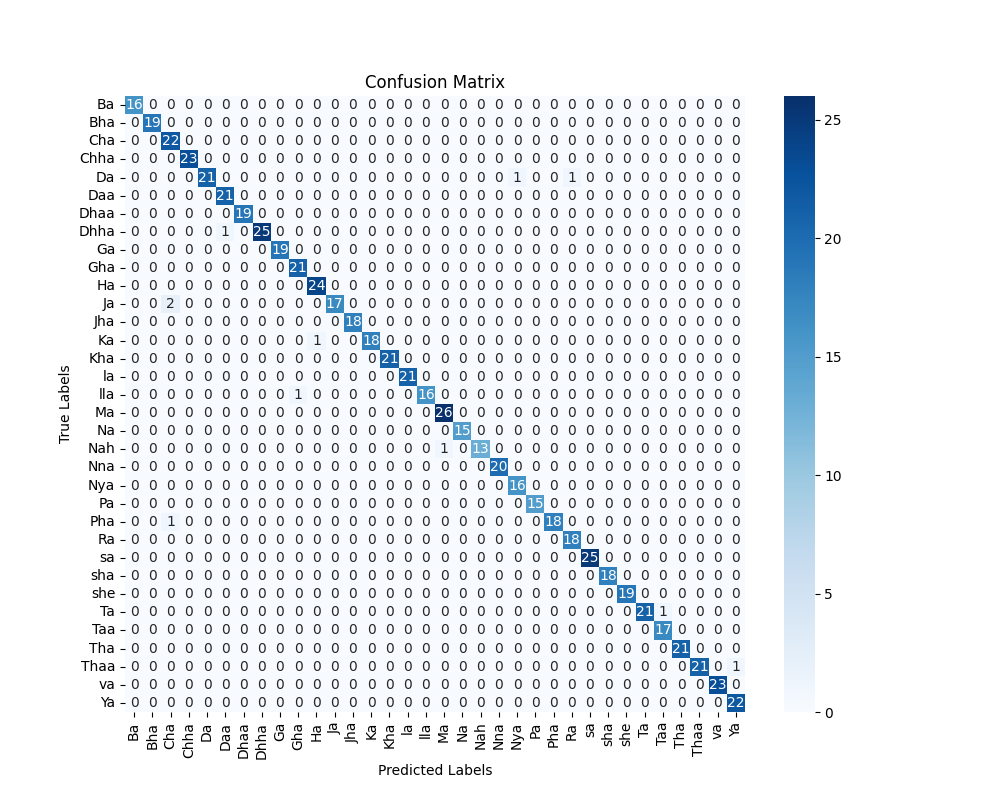 Confusion Matrix
Ba 16 0 0 0 0 0 0 0 0 0 0 0 0 0 0 0 0 0 0 0 0 0 0 0 0 0 0 0 0 0 0 0 0 0
Bha 0 19 0 0 0 0 0 0 0 0 0 0 0 0 0 0 0 0 0 0 0 0 0 0 0 0 0 0 0 0 0 0 0 0
Cha 0 0 22 0 0 0 0 0 0 0 0 0 0 0 0 0 0 0 0 0 0 0 0 0 0 0 0 0 0 0 0 0 0 0
Chha 0 0 0 23 0 0 0 0 0 0 0 0 0 0 0 0 0 0 0 0 0 0 0 0 0 0 0 0 0 0 0 0 0 0
Da 0 0 0 0 21 0 0 0 0 0 0 0 0 0 0 0 0 0 0 0 0 1 0 0 1 0 0 0 0 0 0 0 0 0
Daa 0 0 0 0 0 21 0 0 0 0 0 0 0 0 0 0 0 0 0 0 0 0 0 0 0 0 0 0 0 0 0 0 0 0
Dhaa 0 0 0 0 0 0 19 0 0 0 0 0 0 0 0 0 0 0 0 0 0 0 0 0 0 0 0 0 0 0 0 0 0 0
Dhha 0 0 0 0 0 1 0 25 0 0 0 0 0 0 0 0 0 0 0 0 0 0 0 0 0 0 0 0 0 0 0 0 0 0
Ga 0 0 0 0 0 0 0 0 19 0 0 0 0 0 0 0 0 0 0 0 0 0 0 0 0 0 0 0 0 0 0 0 0 0
Gha 0 0 0 0 0 0 0 0 0 21 0 0 0 0 0 0 0 0 0 0 0 0 0 0 0 0 0 0 0 0 0 0 0 0
Ha 0 0 0 0 0 0 0 0 0 0 24 0 0 0 0 0 0 0 0 0 0 0 0 0 0 0 0 0 0 0 0 0 0 0
Ja 0 0 2 0 0 0 0 0 0 0 0 17 0 0 0 0 0 0 0 0 0 0 0 0 0 0 0 0 0 0 0 0 0 0
Jha 0 0 0 0 0 0 0 0 0 0 0 0 18 0 0 0 0 0 0 0 0 0 0 0 0 0 0 0 0 0 0 0 0 0
Ka 0 0 0 0 0 0 0 0 0 0 1 0 0 18 0 0 0 0 0 0 0 0 0 0 0 0 0 0 0 0 0 0 0 0
Kha 0 0 0 0 0 0 0 0 0 0 0 0 0 0 21 0 0 0 0 0 0 0 0 0 0 0 0 0 0 0 0 0 0 0
la 0 0 0 0 0 0 0 0 0 0 0 0 0 0 0 21 0 0 0 0 0 0 0 0 0 0 0 0 0 0 0 0 0 0
lla 0 0 0 0 0 0 0 0 0 1 0 0 0 0 0 0 16 0 0 0 0 0 0 0 0 0 0 0 0 0 0 0 0 0
Ma 0 0 0 0 0 0 0 0 0 0 0 0 0 0 0 0 0 26 0 0 0 0 0 0 0 0 0 0 0 0 0 0 0 0
Na 0 0 0 0 0 0 0 0 0 0 0 0 0 0 0 0 0 0 15 0 0 0 0 0 0 0 0 0 0 0 0 0 0 0
Nah 0 0 0 0 0 0 0 0 0 0 0 0 0 0 0 0 0 1 0 13 0 0 0 0 0 0 0 0 0 0 0 0 0 0
Nna 0 0 0 0 0 0 0 0 0 0 0 0 0 0 0 0 0 0 0 0 20 0 0 0 0 0 0 0 0 0 0 0 0 0
Nya 0 0 0 0 0 0 0 0 0 0 0 0 0 0 0 0 0 0 0 0 0 16 0 0 0 0 0 0 0 0 0 0 0 0
Pa 0 0 0 0 0 0 0 0 0 0 0 0 0 0 0 0 0 0 0 0 0 0 15 0 0 0 0 0 0 0 0 0 0 0
Pha 0 0 1 0 0 0 0 0 0 0 0 0 0 0 0 0 0 0 0 0 0 0 0 18 0 0 0 0 0 0 0 0 0 0
Ra 0 0 0 0 0 0 0 0 0 0 0 0 0 0 0 0 0 0 0 0 0 0 0 0 18 0 0 0 0 0 0 0 0 0
sa 0 0 0 0 0 0 0 0 0 0 0 0 0 0 0 0 0 0 0 0 0 0 0 0 0 25 0 0 0 0 0 0 0 0
sha 0 0 0 0 0 0 0 0 0 0 0 0 0 0 0 0 0 0 0 0 0 0 0 0 0 0 18 0 0 0 0 0 0 0
she 0 0 0 0 0 0 0 0 0 0 0 0 0 0 0 0 0 0 0 0 0 0 0 0 0 0 0 19 0 0 0 0 0 0
Ta 0 0 0 0 0 0 0 0 0 0 0 0 0 0 0 0 0 0 0 0 0 0 0 0 0 0 0 0 21 1 0 0 0 0
Taa 0 0 0 0 0 0 0 0 0 0 0 0 0 0 0 0 0 0 0 0 0 0 0 0 0 0 0 0 0 17 0 0 0 0
Tha 0 0 0 0 0 0 0 0 0 0 0 0 0 0 0 0 0 0 0 0 0 0 0 0 0 0 0 0 0 0 21 0 0 0
Thaa 0 0 0 0 0 0 0 0 0 0 0 0 0 0 0 0 0 0 0 0 0 0 0 0 0 0 0 0 0 0 0 21 0 1
va 0 0 0 0 0 0 0 0 0 0 0 0 0 0 0 0 0 0 0 0 0 0 0 0 0 0 0 0 0 0 0 0 23 0
Ya 0 0 0 0 0 0 0 0 0 0 0 0 0 0 0 0 0 0 0 0 0 0 0 0 0 0 0 0 0 0 0 0 0 22
Ba Bha Cha Chha Da Daa Dhaa Dhha Ga Gha Ha Ja Jha Ka Kha la lla Ma Na Nah Nna Nya Pa Pha Ra sa sha she Ta Taa Tha Thaa va Ya
Predicted Labels
True Labels
25
20
15
10
5
0